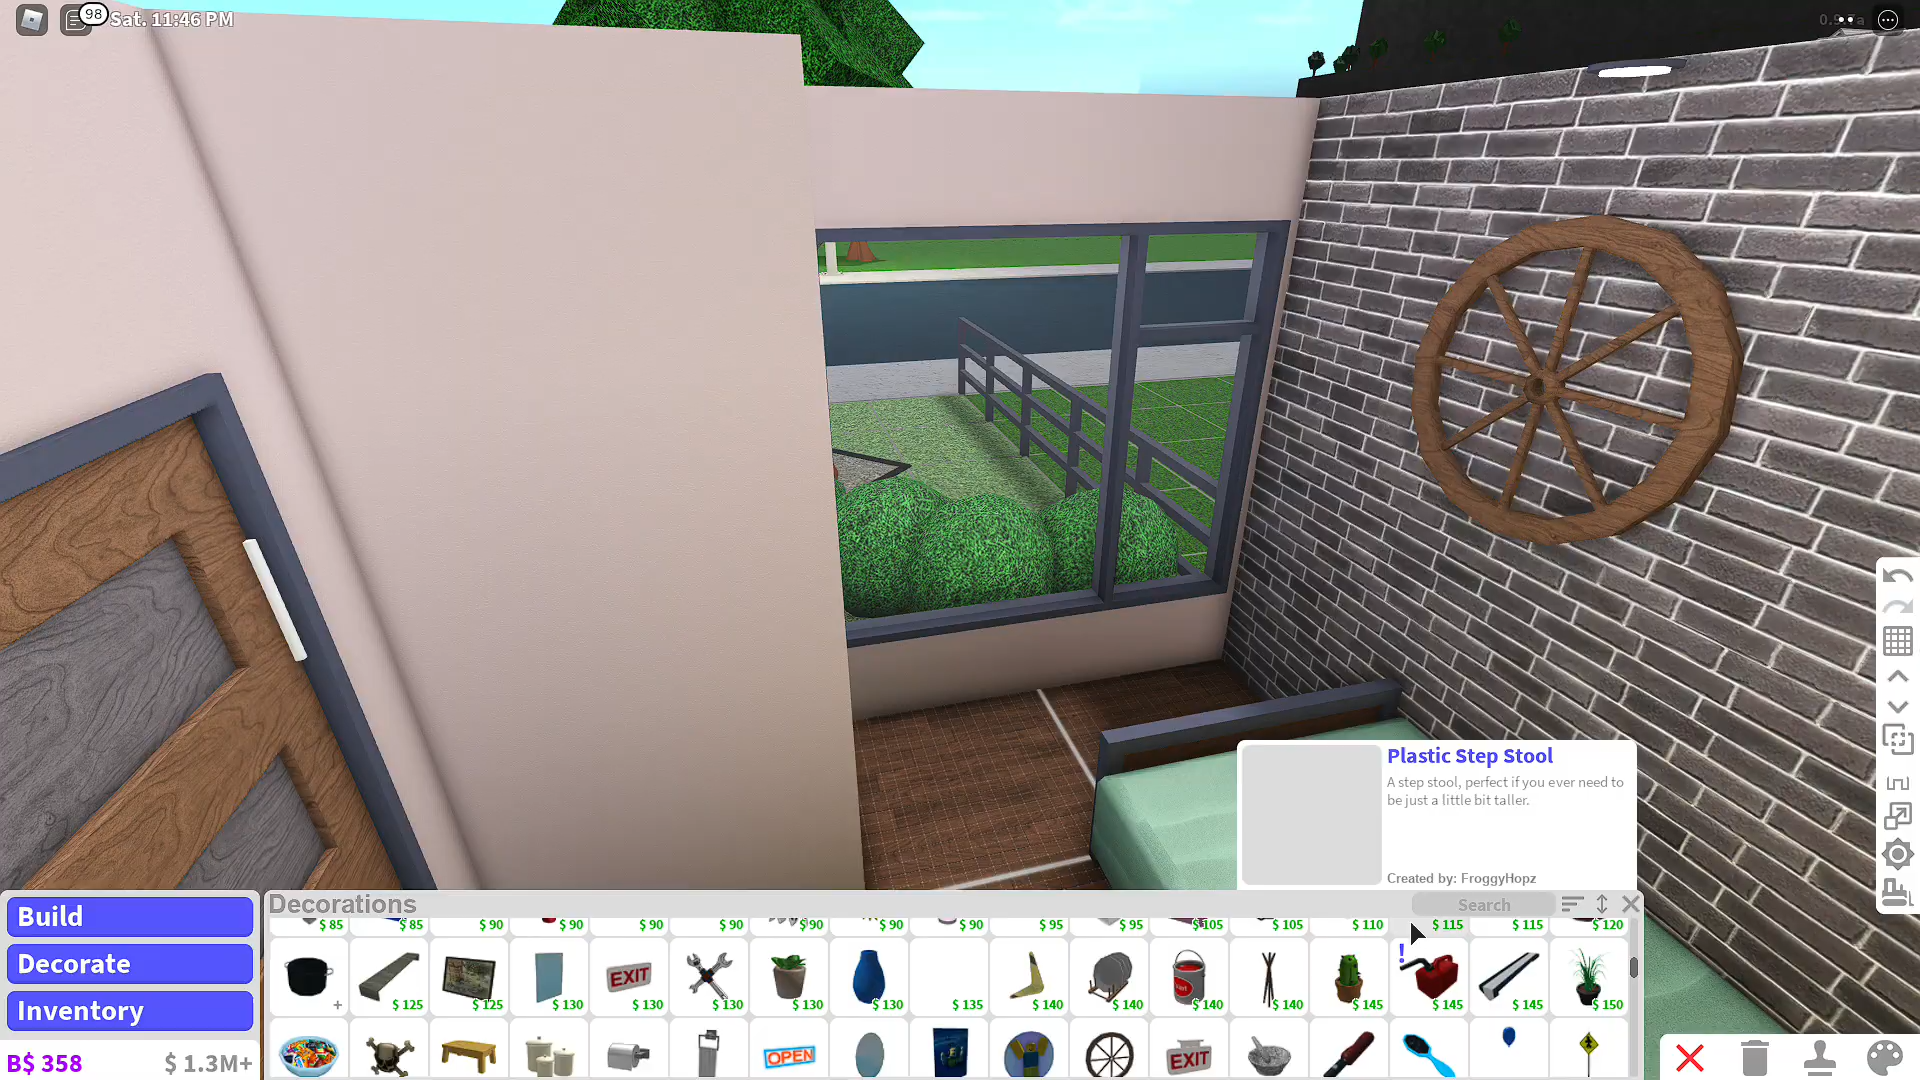 98
Sat. 11:46 PM
Plastic Step Stool
A step stool, perfect if you ever need to
be just a little bit taller.
Created by: FroggyHopz
Build
Decorate
Inventory
B$ 358
$ 1.3M+
Decorations
Search
$ 85
$ 85
$ 90
$ 90
$ 90
$ 90
$ 90
$ 90
$ 95
$ 95
$ 105
$ 105
$ 110
$ 115
$ 115
$ 120
+
$ 125
$ 125
$ 130
EXIT
$ 130
$ 130
$ 130
$ 130
$ 135
$ 140
$ 140
$ 140
$ 140
$ 145
!
$ 145
$ 145
$ 150
OPEN
EXIT